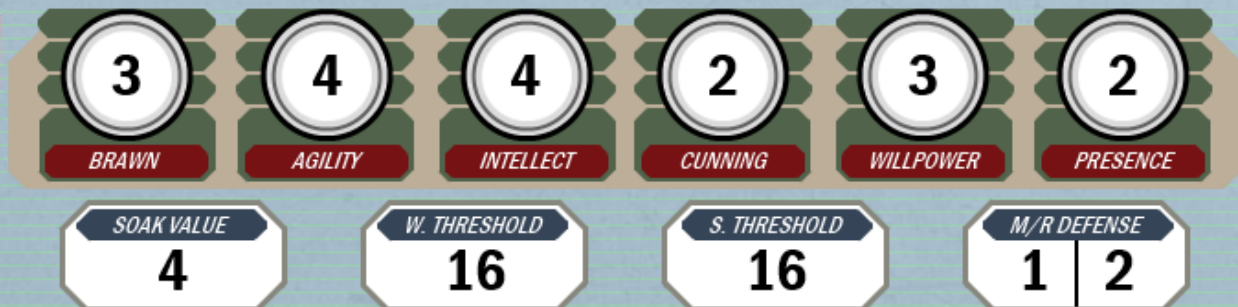 3 4 4 2 3 2
BRAWN AGILITY INTELLECT CUNNING WILLPOWER PRESENCE
SOAK VALUE W. THRESHOLD S. THRESHOLD M/R DEFENSE
4 16 16 1 2